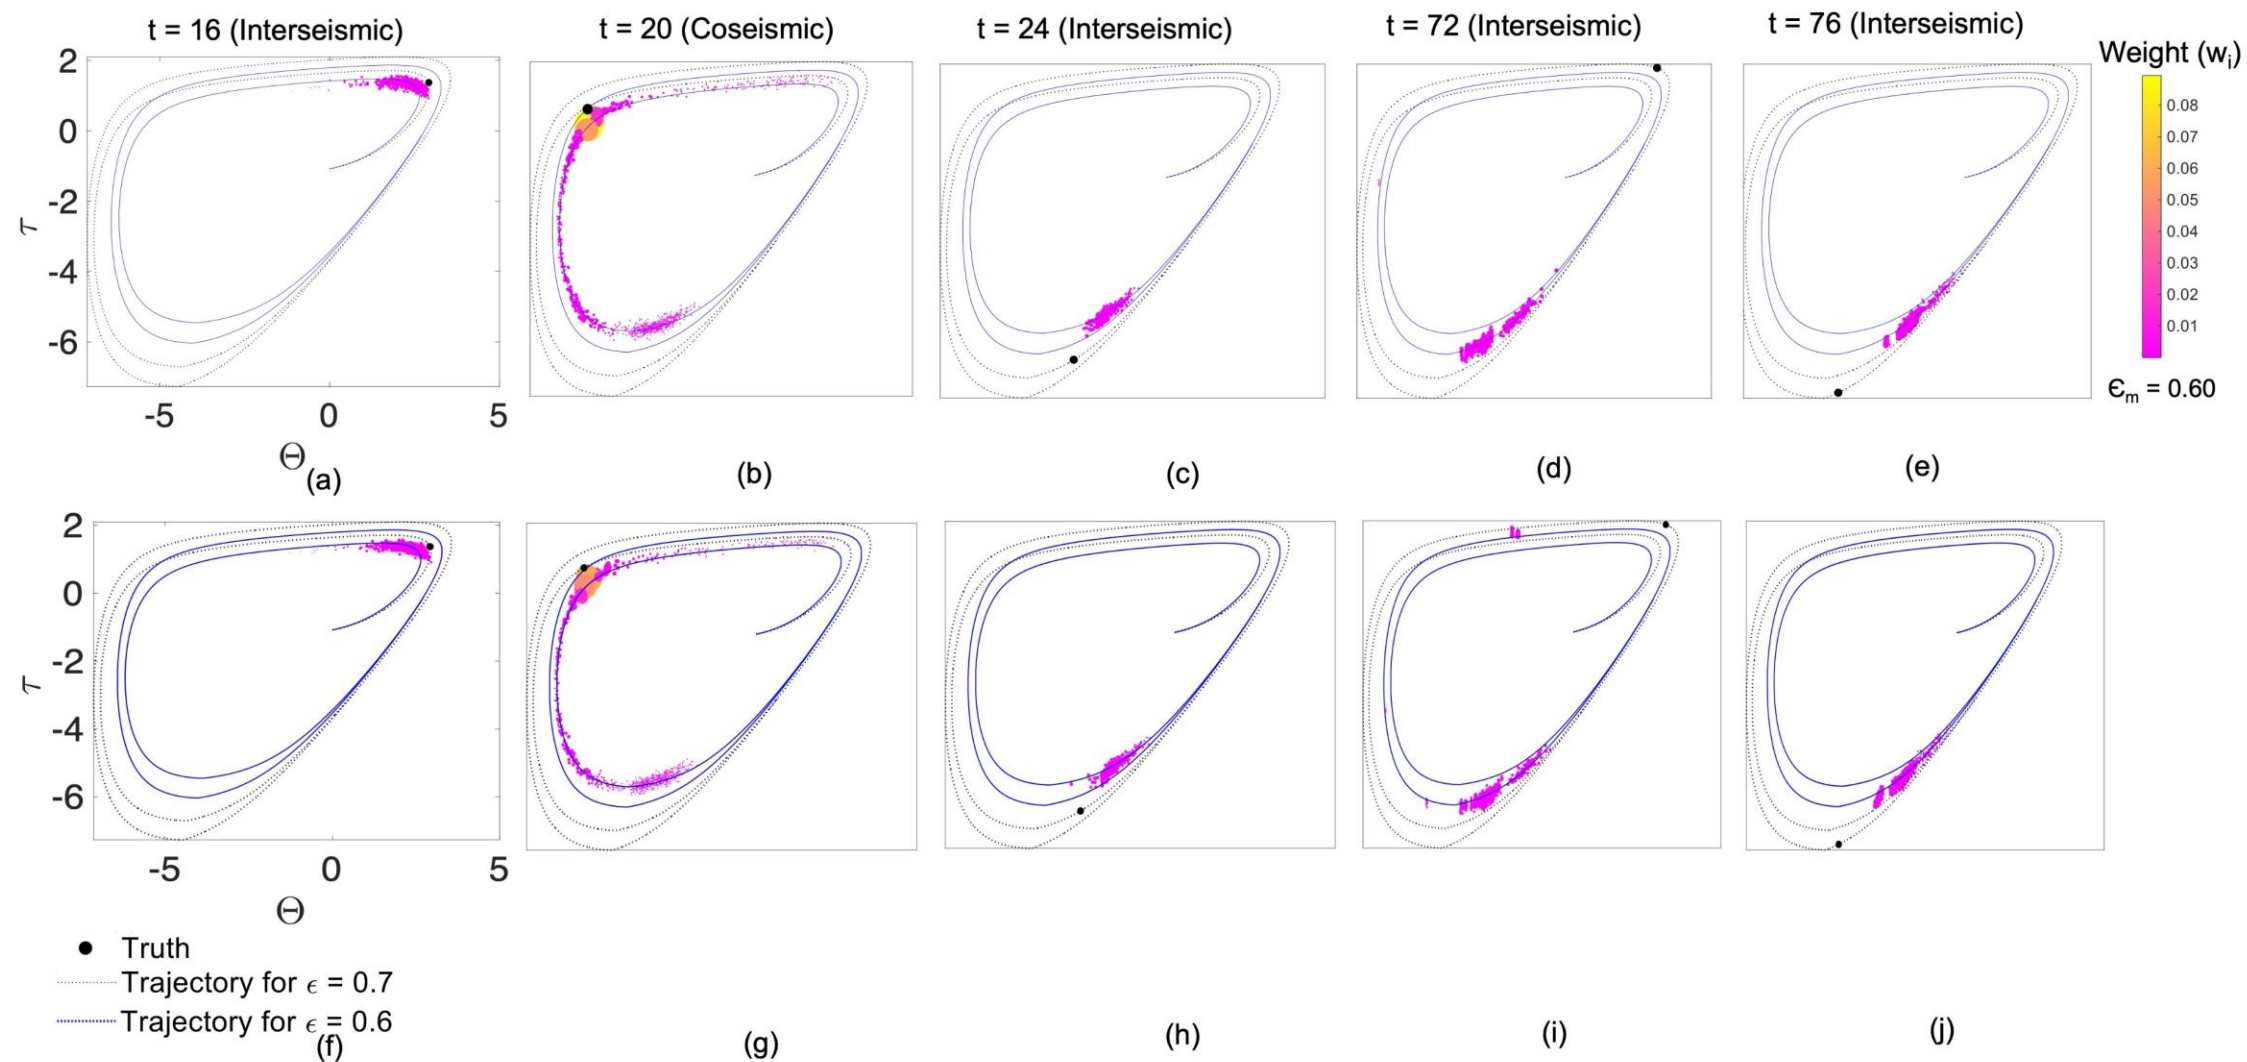 t = 16 (Interseismic)
t = 20 (Coseismic)
t = 24 (Interseismic)
t = 72 (Interseismic)
t = 76 (Interseismic)
Weight (wᵢ)
2
0
-2
-4
-6
τ
-5
0
5
Θ
0.08
0.07
0.06
0.05
0.04
0.03
0.02
0.01
Єₘ = 0.60
(a)
(b)
(c)
(d)
(e)
2
0
-2
-4
-6
τ
-5
0
5
Θ
Truth
Trajectory for ϵ = 0.7
Trajectory for ϵ = 0.6
(f)
(g)
(h)
(i)
(j)